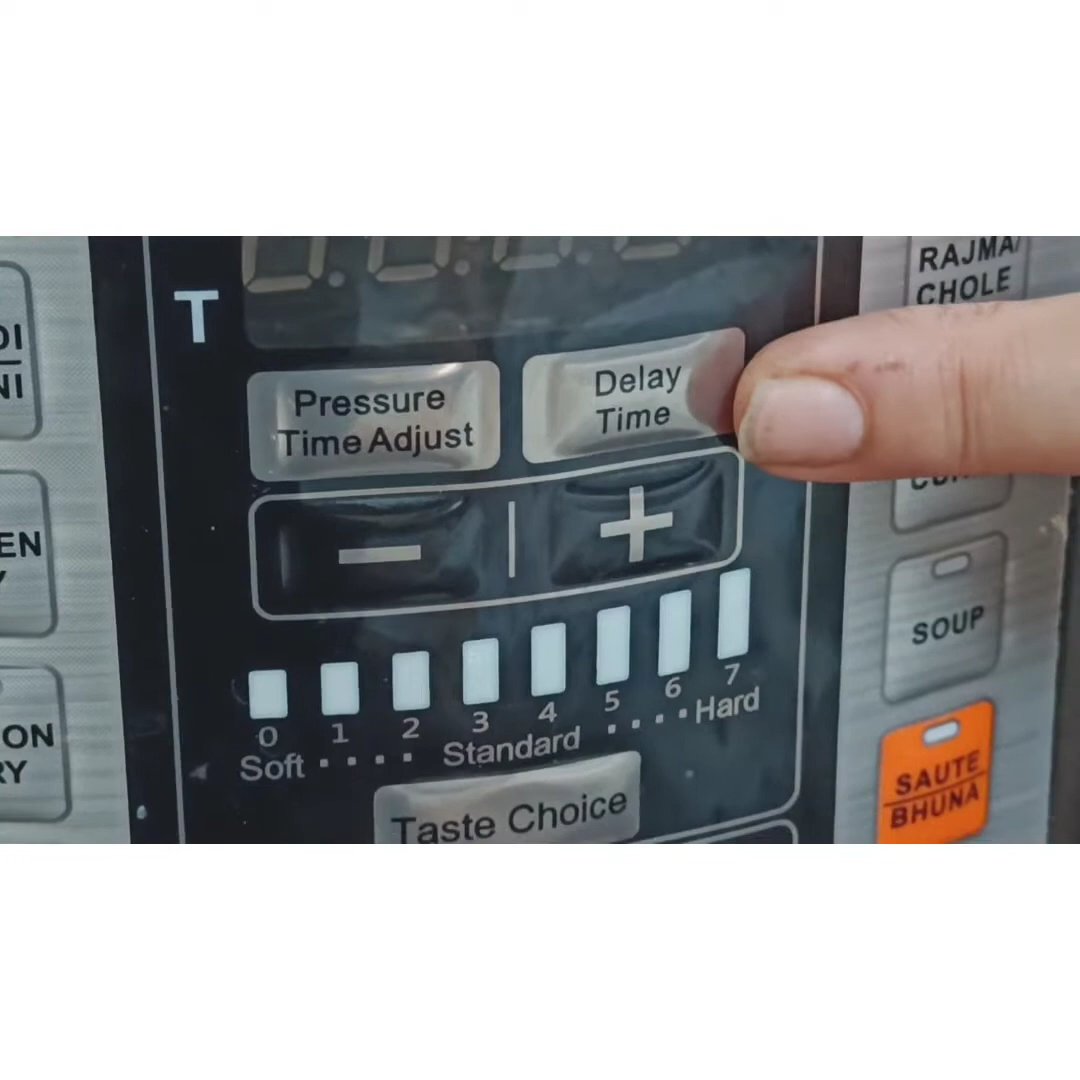 RAJMA/
CHOLE
T
DI
NI
Pressure
Time Adjust
Delay
Time
−
+
EN
Y
SOUP
0 1 2 3 4 5 6 7
Soft .... Standard .... Hard
ON
RY
SAUTE
BHUNA
Taste Choice